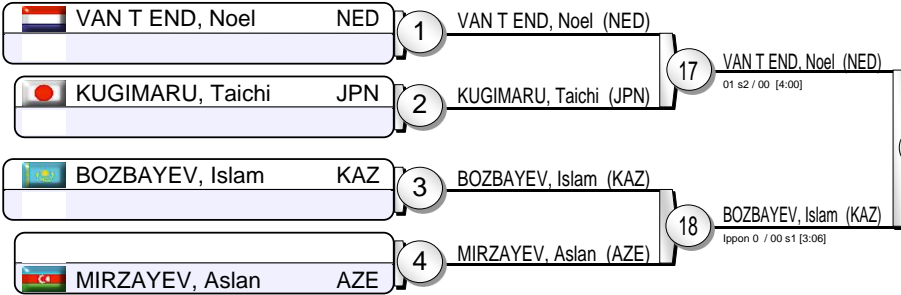 VAN T END, Noel NED
1
VAN T END, Noel (NED)
17
VAN T END, Noel (NED)
01 s2 / 00 [4:00]
KUGIMARU, Taichi JPN
2
KUGIMARU, Taichi (JPN)
BOZBAYEV, Islam KAZ
3
BOZBAYEV, Islam (KAZ)
18
BOZBAYEV, Islam (KAZ)
Ippon 0 / 00 s1 [3:06]
MIRZAYEV, Aslan AZE
4
MIRZAYEV, Aslan (AZE)